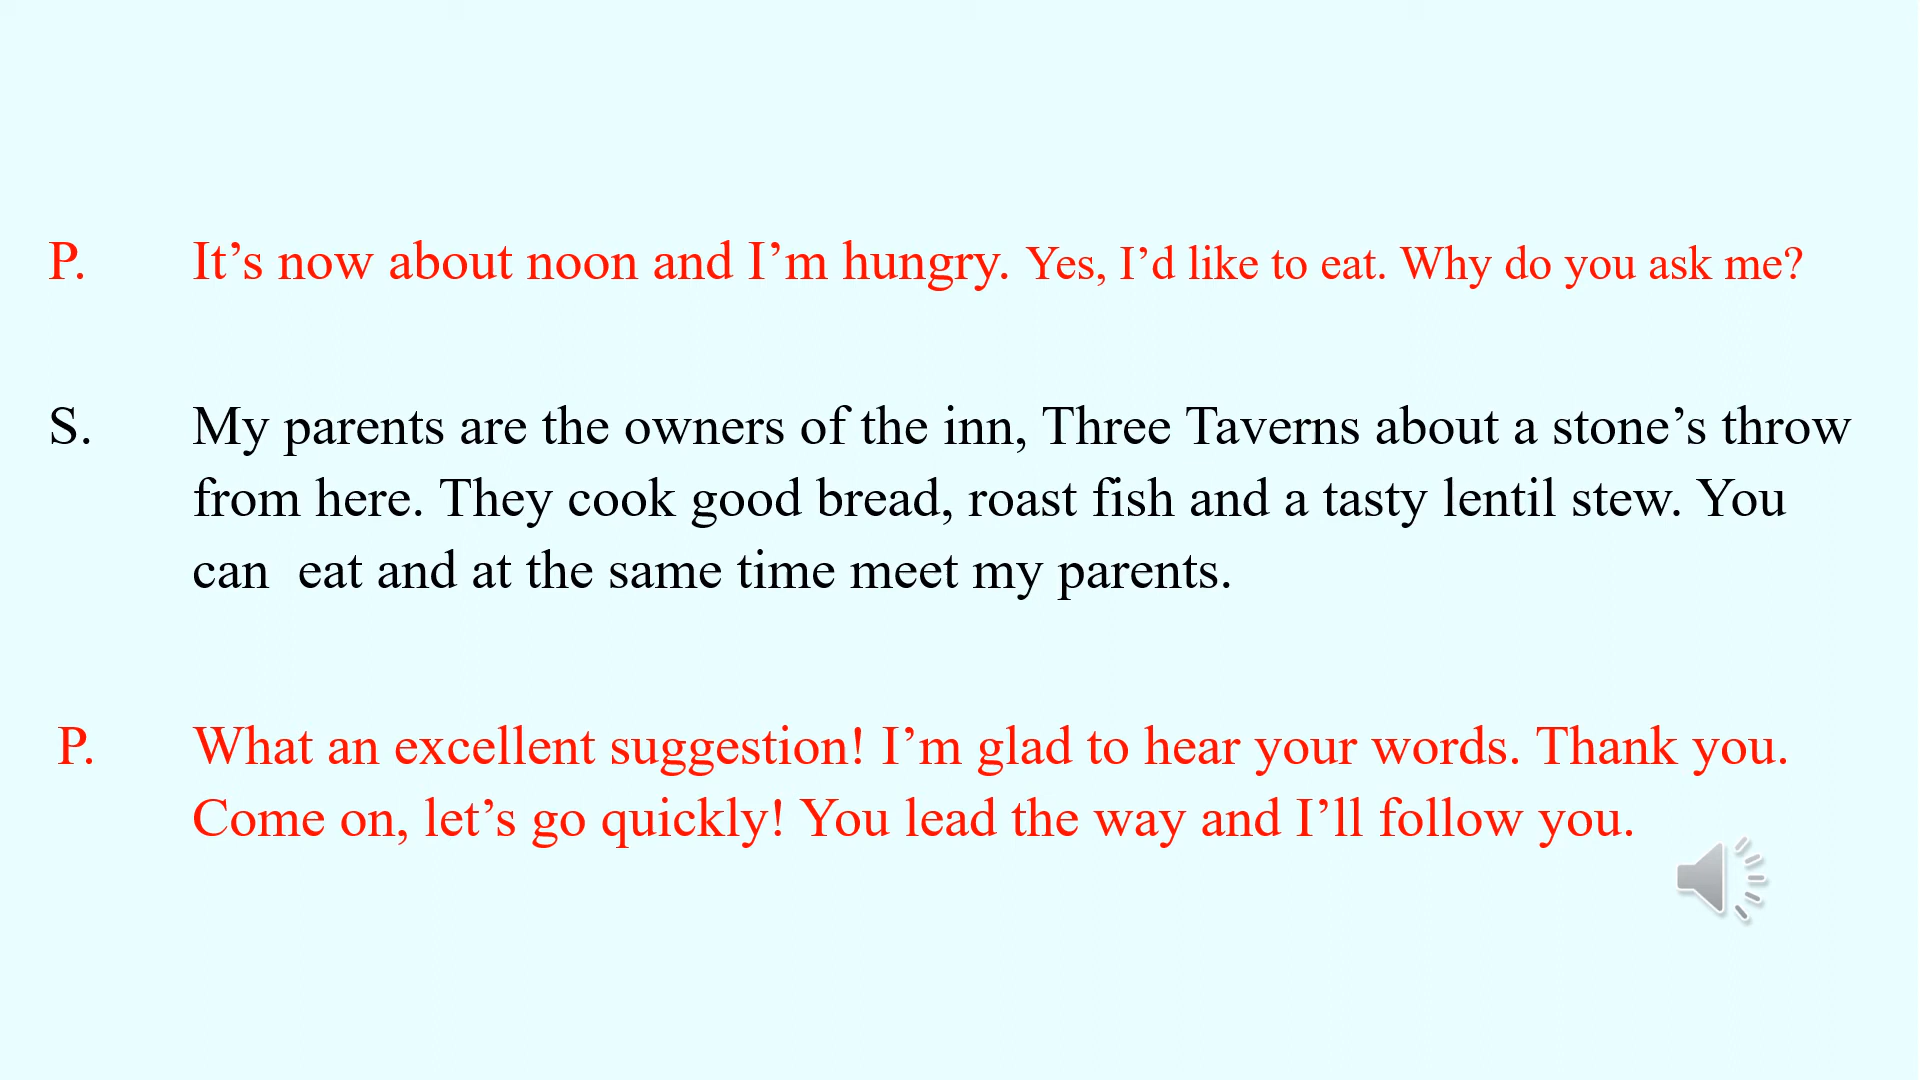 P. It’s now about noon and I’m hungry. Yes, I’d like to eat. Why do you ask me?
S. My parents are the owners of the inn, Three Taverns about a stone’s throw
from here. They cook good bread, roast fish and a tasty lentil stew. You
can  eat and at the same time meet my parents.
P. What an excellent suggestion! I’m glad to hear your words. Thank you.
Come on, let’s go quickly! You lead the way and I’ll follow you.